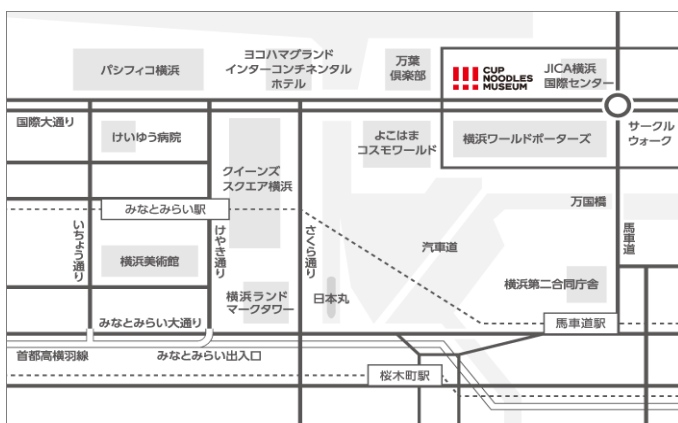 パシフィコ横浜
ヨコハマグランド
インターコンチネンタル
ホテル
万葉
倶楽部
CUP
NOODLES
MUSEUM
JICA横浜
国際センター
国際大通り
けいゆう病院
よこはま
コスモワールド
横浜ワールドポーターズ
サークル
ウォーク
クイーンズ
スクエア横浜
みなとみらい駅
万国橋
いちょう通り
けやき通り
さくら通り
汽車道
馬車道
横浜美術館
横浜ランド
マークタワー
日本丸
横浜第二合同庁舎
みなとみらい大通り
馬車道駅
首都高横羽線
みなとみらい出入口
桜木町駅